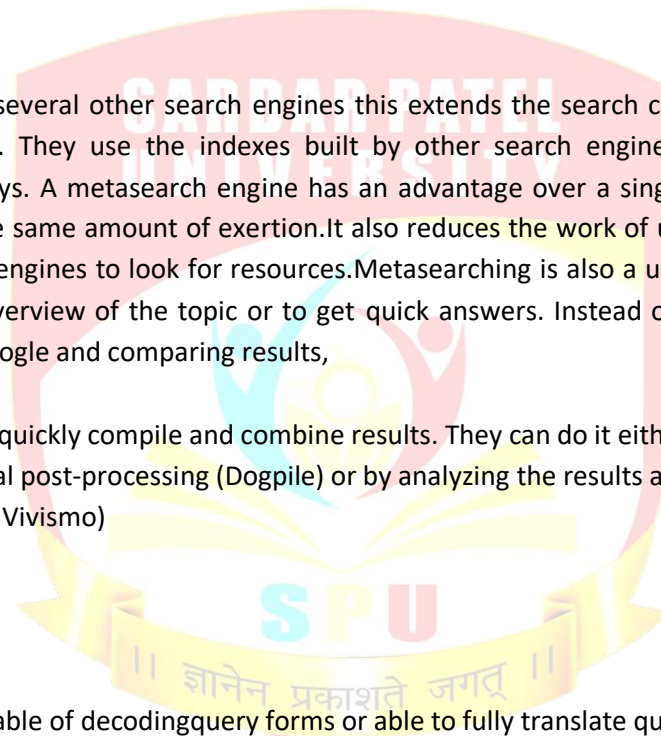 SARDAR PATEL
UNIVERSITY
several other search engines this extends the search c
. They use the indexes built by other search engine
ys. A metasearch engine has an advantage over a sing
e same amount of exertion.It also reduces the work of u
engines to look for resources.Metasearching is also a u
verview of the topic or to get quick answers. Instead o
ogle and comparing results,
quickly compile and combine results. They can do it eith
al post-processing (Dogpile) or by analyzing the results a
Vivismo)
SPU
|| ज्ञानेन प्रकाशते जगत् ||
able of decodingquery forms or able to fully translate qu